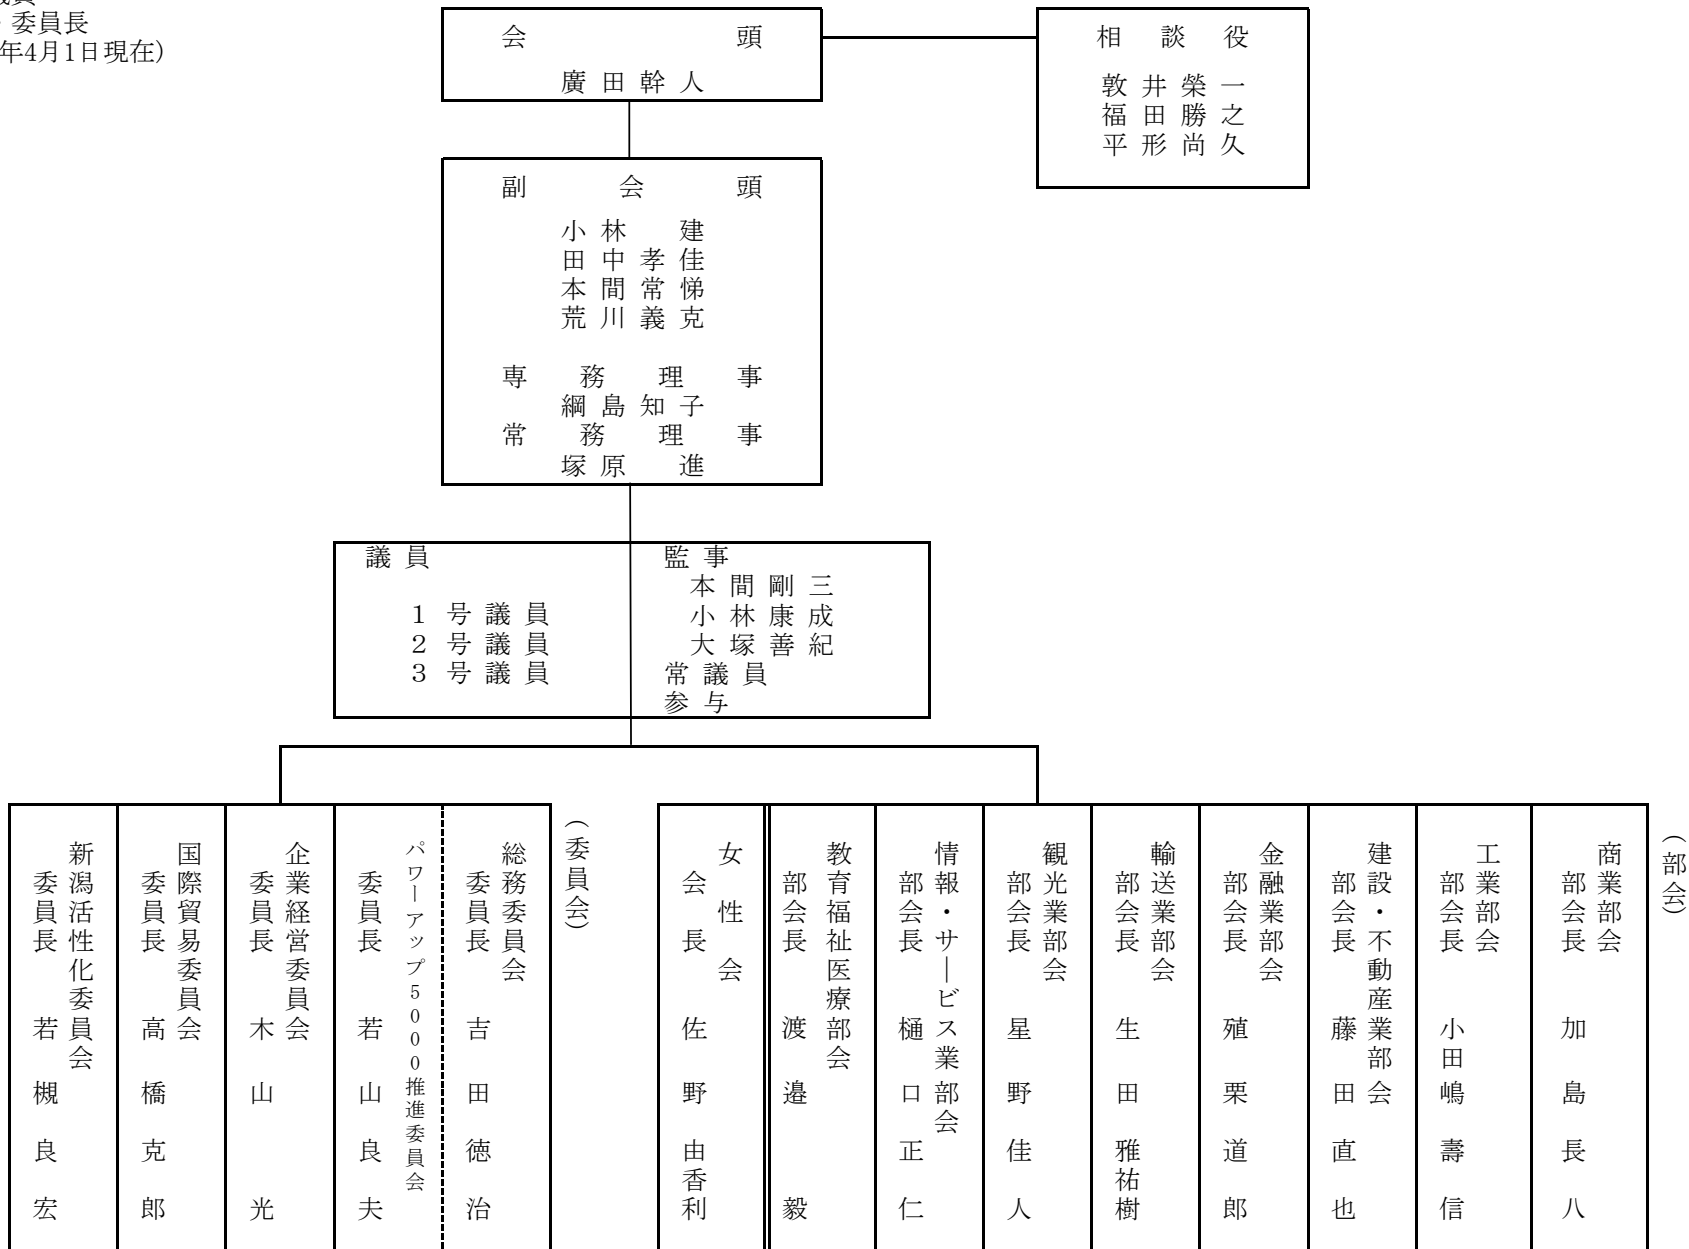 委員長
年4月1日現在)
会頭
廣田幹人
相談役
敦井榮一
福田勝之
平形尚久
副会頭
小林 建
田中孝佳
本間常悌
荒川義克
専務理事
綱島知子
常務理事
塚原 進
議員
1号議員
2号議員
3号議員
監事
本間剛三
小林康成
大塚善紀
常議員
参与
(部会)
商業部会
部会長 加島長八
工業部会
部会長 小田嶋壽信
建設・不動産業部会
部会長 藤田直也
金融業部会
部会長 殖栗道郎
輸送業部会
部会長 生田雅祐樹
観光業部会
部会長 星野佳人
情報・サービス業部会
部会長 樋口正仁
教育福祉医療部会
部会長 渡邉毅
女性会
会長 佐野由香利
(委員会)
総務委員会
委員長 吉田徳治
パワーアップ5000推進委員会
委員長 若山良夫
企業経営委員会
委員長 木山光
国際貿易委員会
委員長 高橋克郎
新潟活性化委員会
委員長 若槻良宏